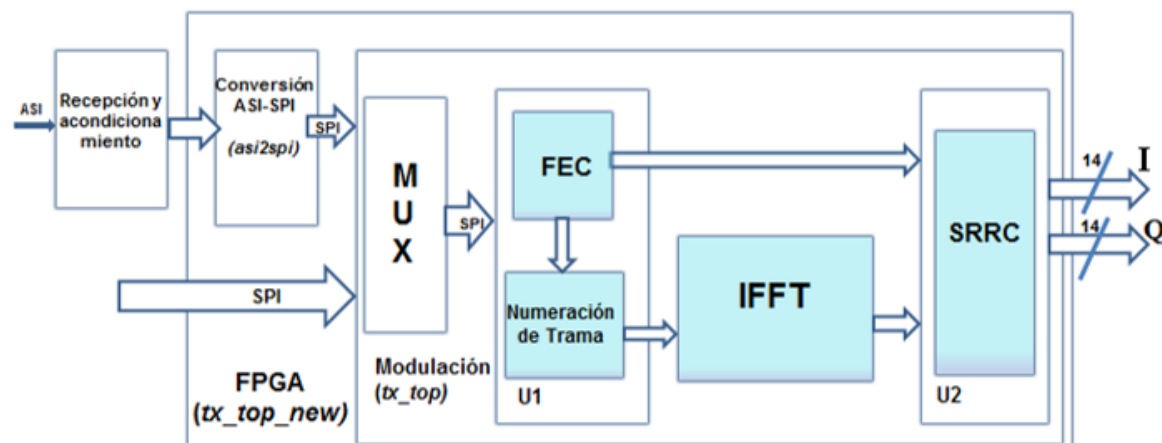 ASI
Recepción y
acondiciona
miento
Conversión
ASI-SPI
(asi2spi)
SPI
SPI
FPGA
(tx_top_new)
M
U
X
SPI
Modulación
(tx_top)
FEC
Numeración
de Trama
U1
IFFT
SRRC
U2
14
I
14
Q